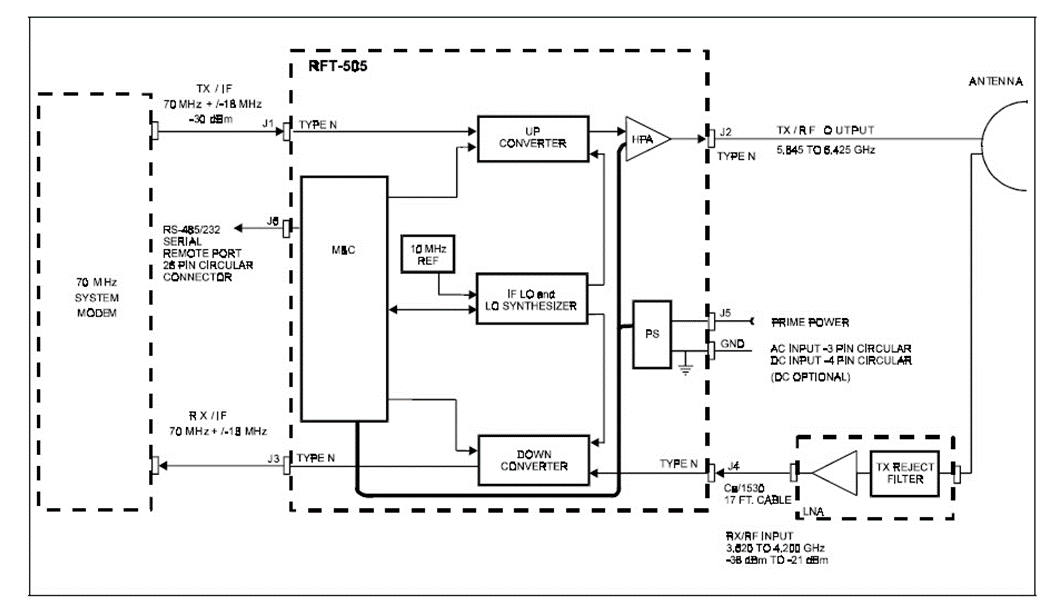 RFT-505
ANTENNA
TX / IF
70 MHz + /-18 MHz
-30 dBm
J1
TYPE N
UP
CONVERTER
HPA
J2
TYPE N
TX / RF OUTPUT
5,845 TO 6,425 GHz
J6
RS-485/232
SERIAL
REMOTE PORT
26 PIN CIRCULAR
CONNECTOR
M&C
10 MHz
REF
70 MHz
SYSTEM
MODEM
IF LO and
LO SYNTHESIZER
PS
J5
PRIME POWER
GND
AC INPUT -3 PIN CIRCULAR
DC INPUT -4 PIN CIRCULAR
(DC OPTIONAL)
RX / IF
70 MHz + /-18 MHz
J3
TYPE N
DOWN
CONVERTER
TYPE N
J4
TX REJECT
FILTER
17 FT. CABLE
LNA
RX/RF INPUT
3,620 TO 4,200 GHz
dBm TO -21 dBm